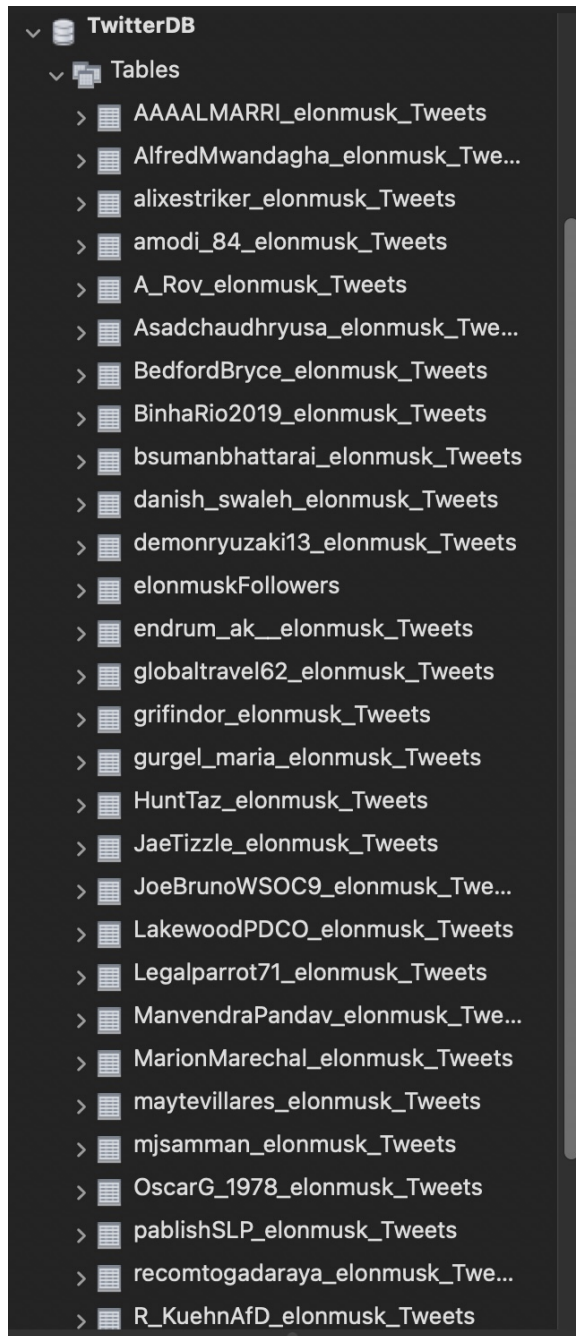 TwitterDB
Tables
AAAALMARRI_elonmusk_Tweets
AlfredMwandagha_elonmusk_Twe...
alixestriker_elonmusk_Tweets
amodi_84_elonmusk_Tweets
A_Rov_elonmusk_Tweets
Asadchaudhryusa_elonmusk_Twe...
BedfordBryce_elonmusk_Tweets
BinhaRio2019_elonmusk_Tweets
bsumanbhattarai_elonmusk_Tweets
danish_swaleh_elonmusk_Tweets
demonryuzaki13_elonmusk_Tweets
elonmuskFollowers
endrum_ak__elonmusk_Tweets
globaltravel62_elonmusk_Tweets
grifindor_elonmusk_Tweets
gurgel_maria_elonmusk_Tweets
HuntTaz_elonmusk_Tweets
JaeTizzle_elonmusk_Tweets
JoeBrunoWSOC9_elonmusk_Twe...
LakewoodPDCO_elonmusk_Tweets
Legalparrot71_elonmusk_Tweets
ManvendraPandav_elonmusk_Twe...
MarionMarechal_elonmusk_Tweets
maytevillares_elonmusk_Tweets
mjsamman_elonmusk_Tweets
OscarG_1978_elonmusk_Tweets
pablishSLP_elonmusk_Tweets
recomtogadaraya_elonmusk_Twe...
R_KuehnAfD_elonmusk_Tweets